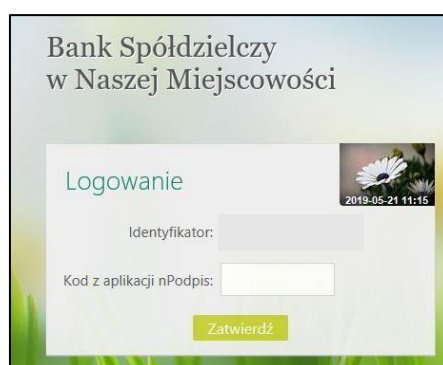 Bank Spółdzielczy
w Naszej Miejscowości
Logowanie
2019-05-21 11:15
Identyfikator:
Kod z aplikacji nPodpis:
Zatwierdź